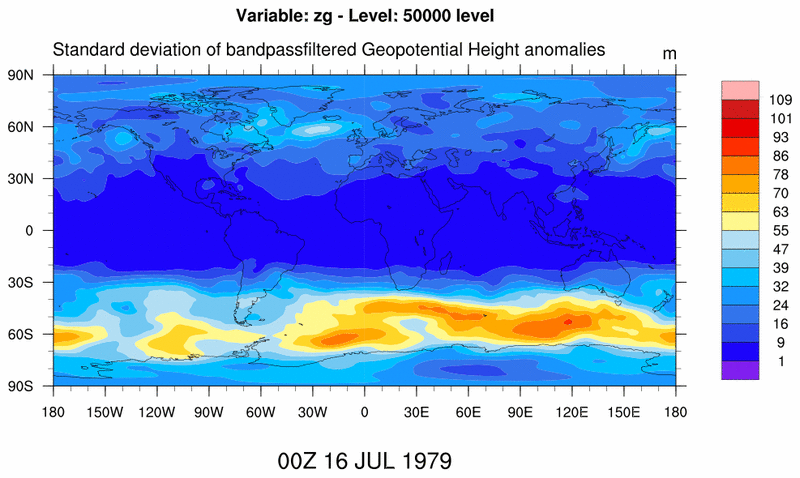 Variable: zg - Level: 50000 level
Standard deviation of bandpassfiltered Geopotential Height anomalies
m
90N
60N
30N
0
30S
60S
90S
180 150W 120W 90W 60W 30W 0 30E 60E 90E 120E 150E 180
109
101
93
86
78
70
63
55
47
39
32
24
16
9
1
00Z 16 JUL 1979